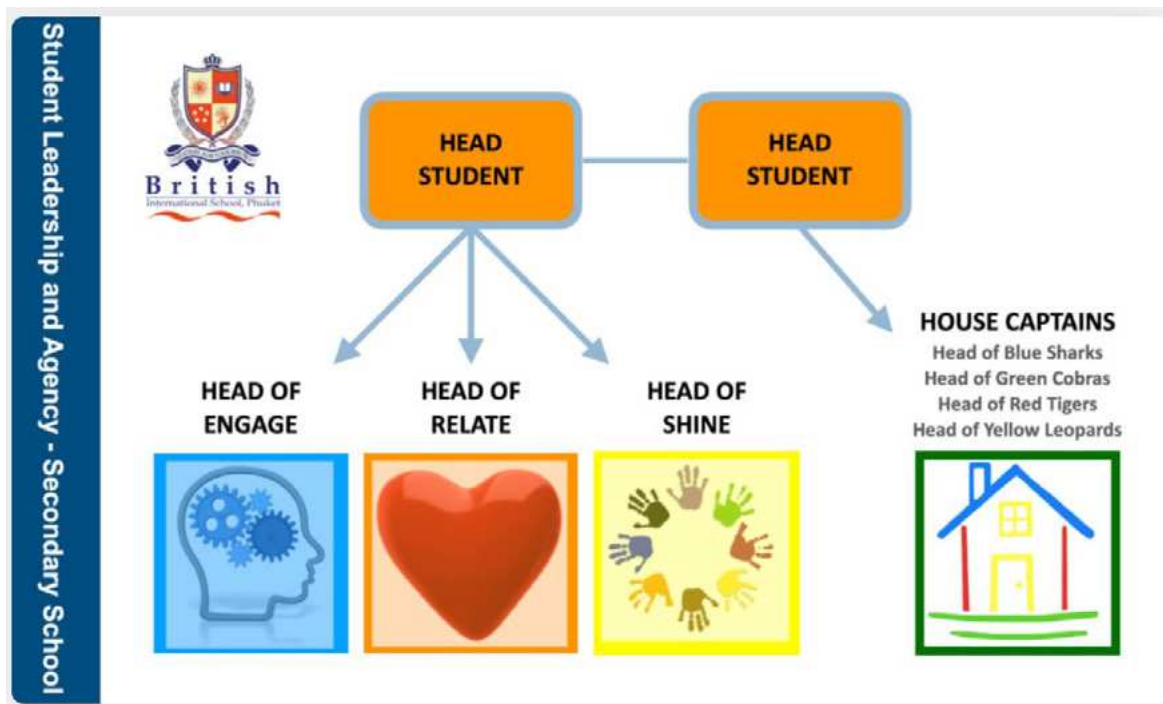 Student Leadership and Agency - Secondary School
British
International School, Phuket
HEAD
STUDENT
HEAD
STUDENT
HEAD OF
ENGAGE
HEAD OF
RELATE
HEAD OF
SHINE
HOUSE CAPTAINS
Head of Blue Sharks
Head of Green Cobras
Head of Red Tigers
Head of Yellow Leopards